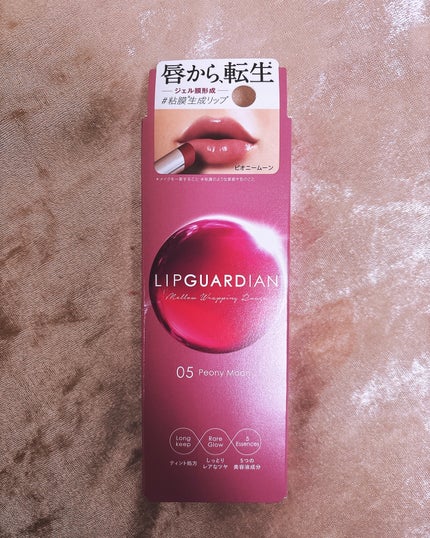 唇から、転生
ジェル膜形成
#粘膜*生成リップ
ピオニームーン
LIPGUARDIAN
Mellow Wrapping
05 Peony Moon
Long keep
Rare Glow
5 Essences
ティント処方
しっとり
レアなツヤ
5つの
美容液成分